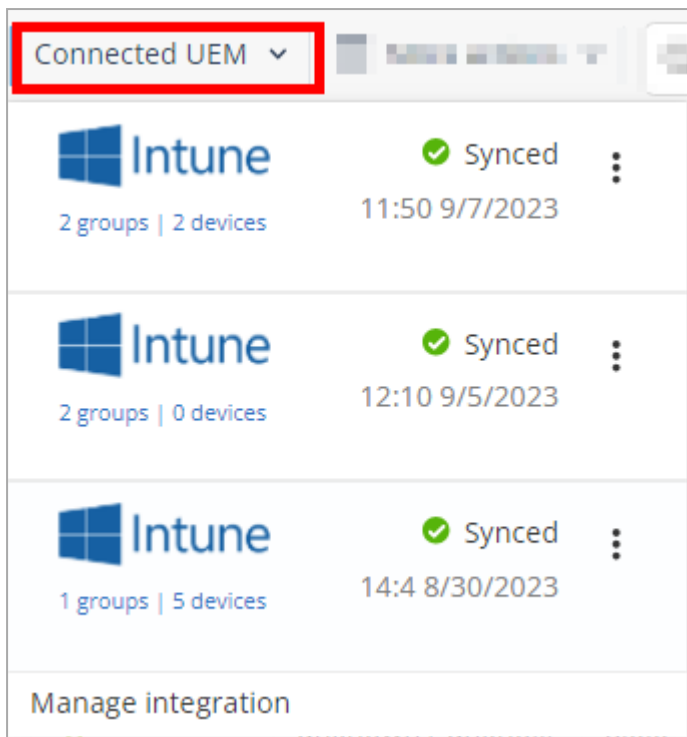 Connected UEM
Intune
Synced
2 groups | 2 devices
11:50 9/7/2023
Intune
Synced
2 groups | 0 devices
12:10 9/5/2023
Intune
Synced
1 groups | 5 devices
14:4 8/30/2023
Manage integration